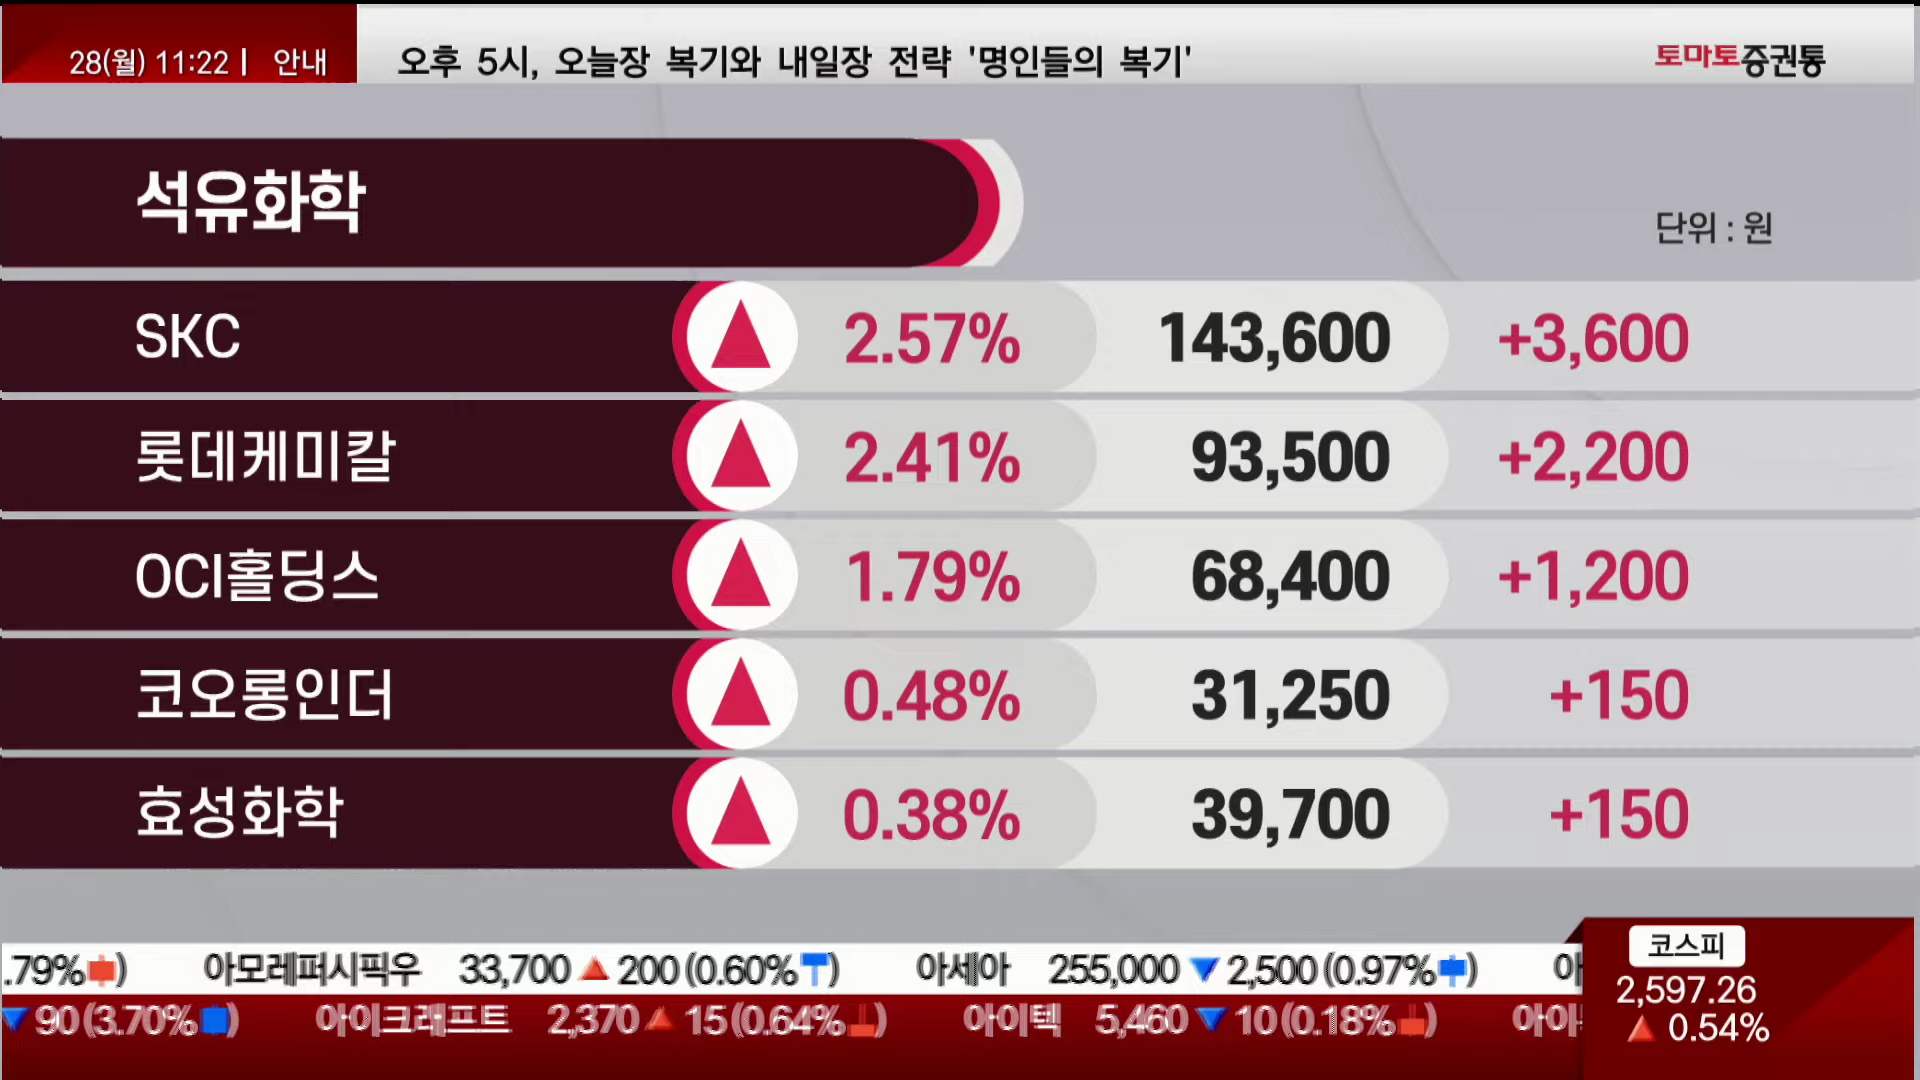 28(월) 11:22 | 안내 오후 5시, 오늘장 복기와 내일장 전략 '명인들의 복기' 토마토증권통
석유화학
단위 : 원
SKC ▲ 2.57% 143,600 +3,600
롯데케미칼 ▲ 2.41% 93,500 +2,200
OCI홀딩스 ▲ 1.79% 68,400 +1,200
코오롱인더 ▲ 0.48% 31,250 +150
효성화학 ▲ 0.38% 39,700 +150
.79% ) 아모레퍼시픽우 33,700 ▲ 200 (0.60% ) 아세아 255,000 ▼ 2,500 (0.97% )
▼ 90 (3.70% ) 아이크래프트 2,370 ▲ 15 (0.64% ) 아이텍 5,460 ▼ 10 (0.18% )
코스피
2,597.26
▲ 0.54%